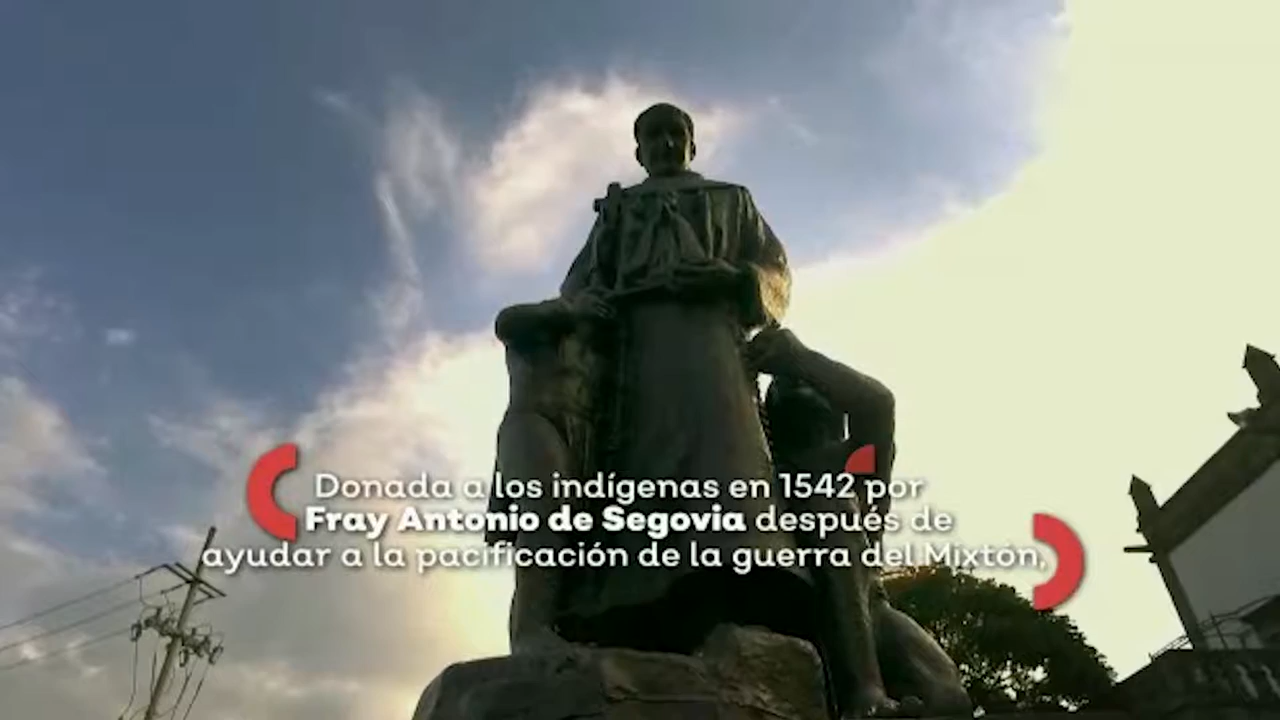 Donada a los indígenas en 1542 por
Fray Antonio de Segovia después de
ayudar a la pacificación de la guerra del Mixtón,